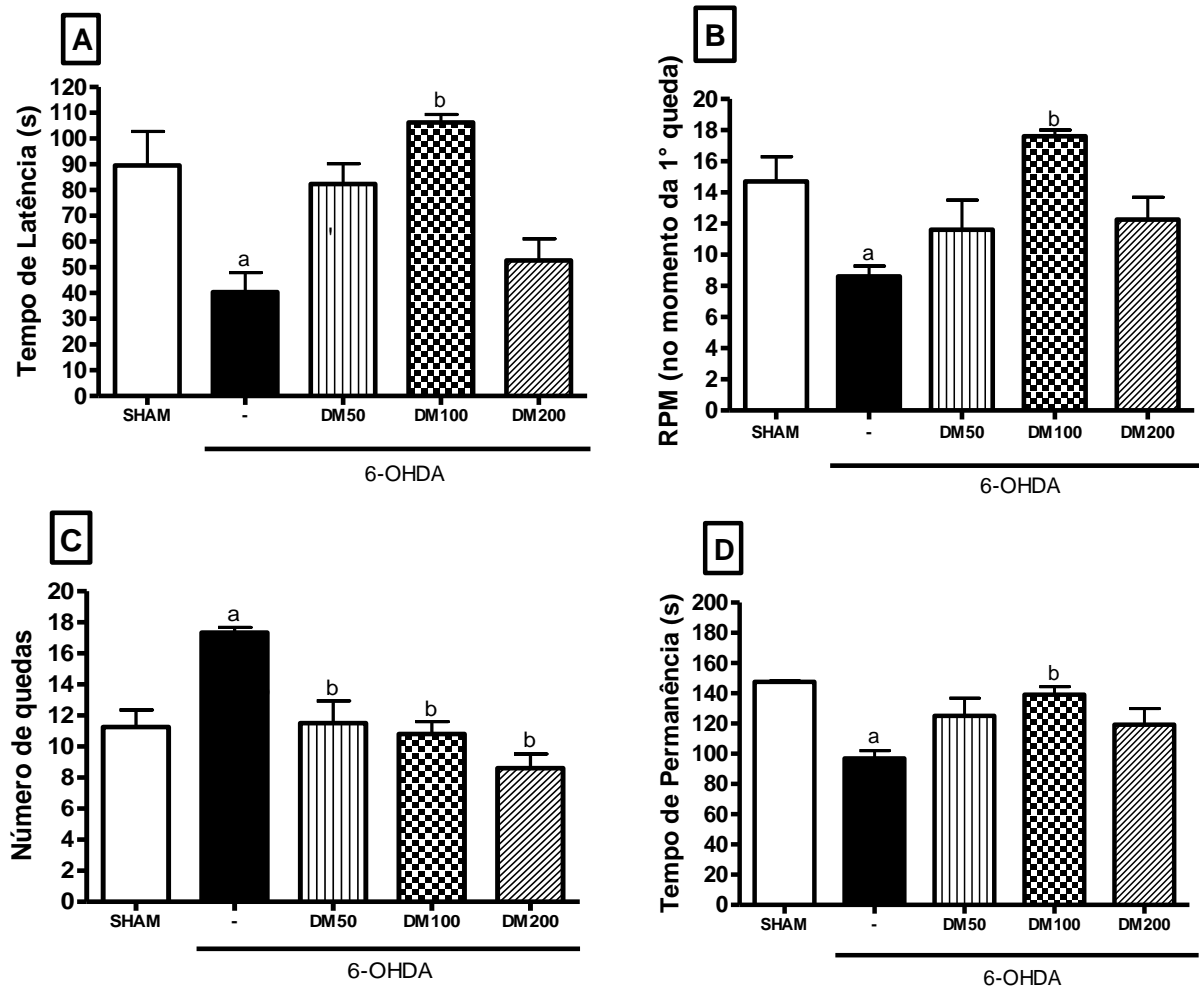 A
Tempo de Latência (s)
120
110
100
90
80
70
60
50
40
30
20
10
0
a
b
SHAM
-
DM50
DM100
DM200
6-OHDA
B
RPM (no momento da 1° queda)
20
18
16
14
12
10
8
6
4
2
0
a
b
SHAM
-
DM50
DM100
DM200
6-OHDA
C
Número de quedas
20
18
16
14
12
10
8
6
4
2
0
a
b
b
b
SHAM
-
DM50
DM100
DM200
6-OHDA
D
Tempo de Permanência (s)
200
180
160
140
120
100
80
60
40
20
0
a
b
SHAM
-
DM50
DM100
DM200
6-OHDA